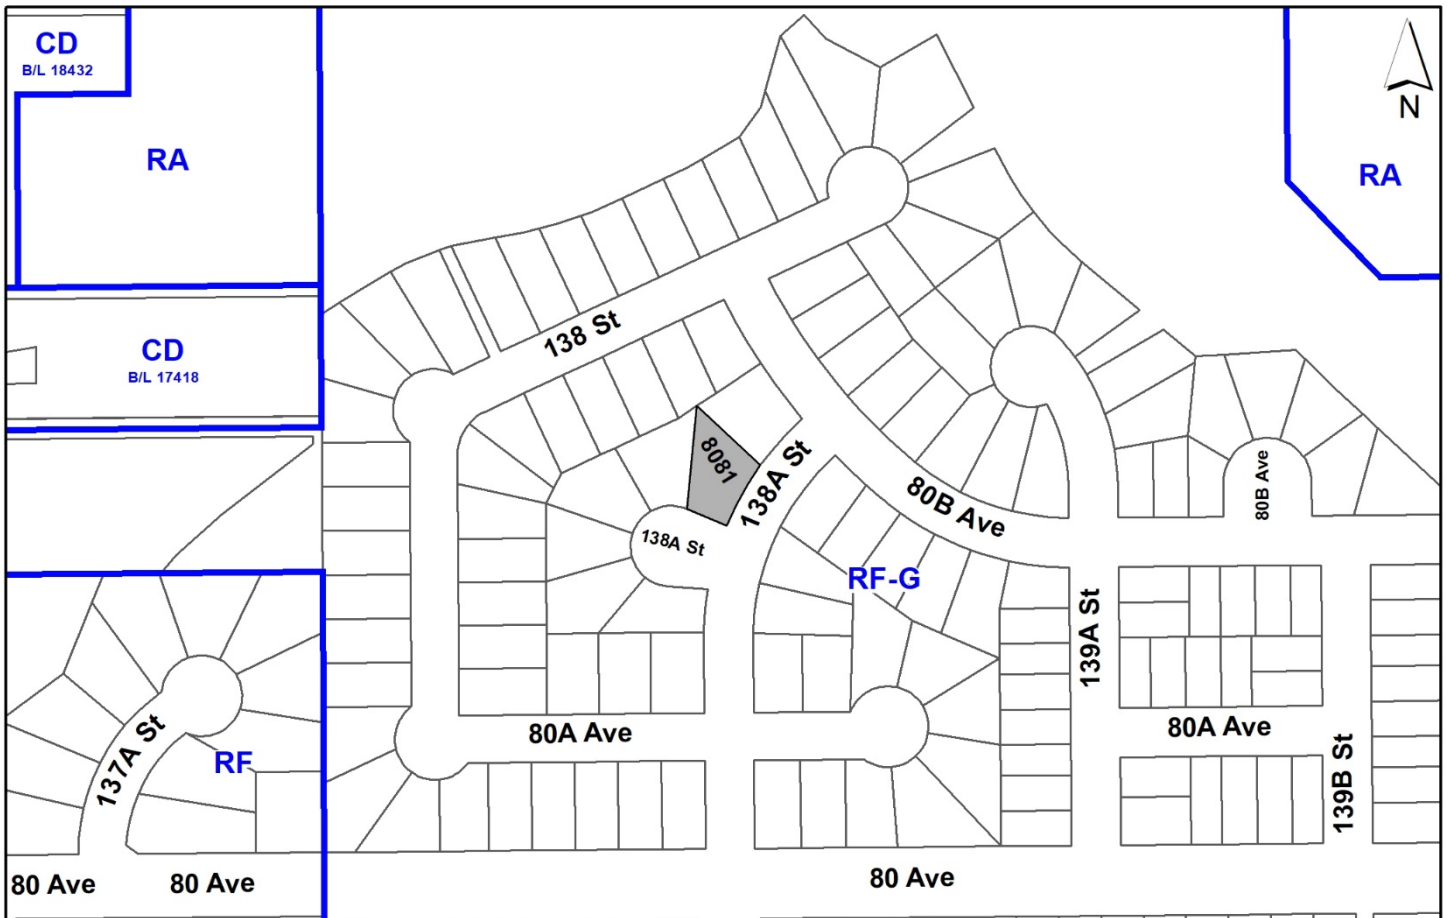 CD
B/L 18432
N
RA
RA
138 St
CD
B/L 17418
8081
138A St
80B Ave
80B Ave
138A St
RF-G
139A St
80A Ave
80A Ave
137A St
RF
139B St
80 Ave
80 Ave
80 Ave